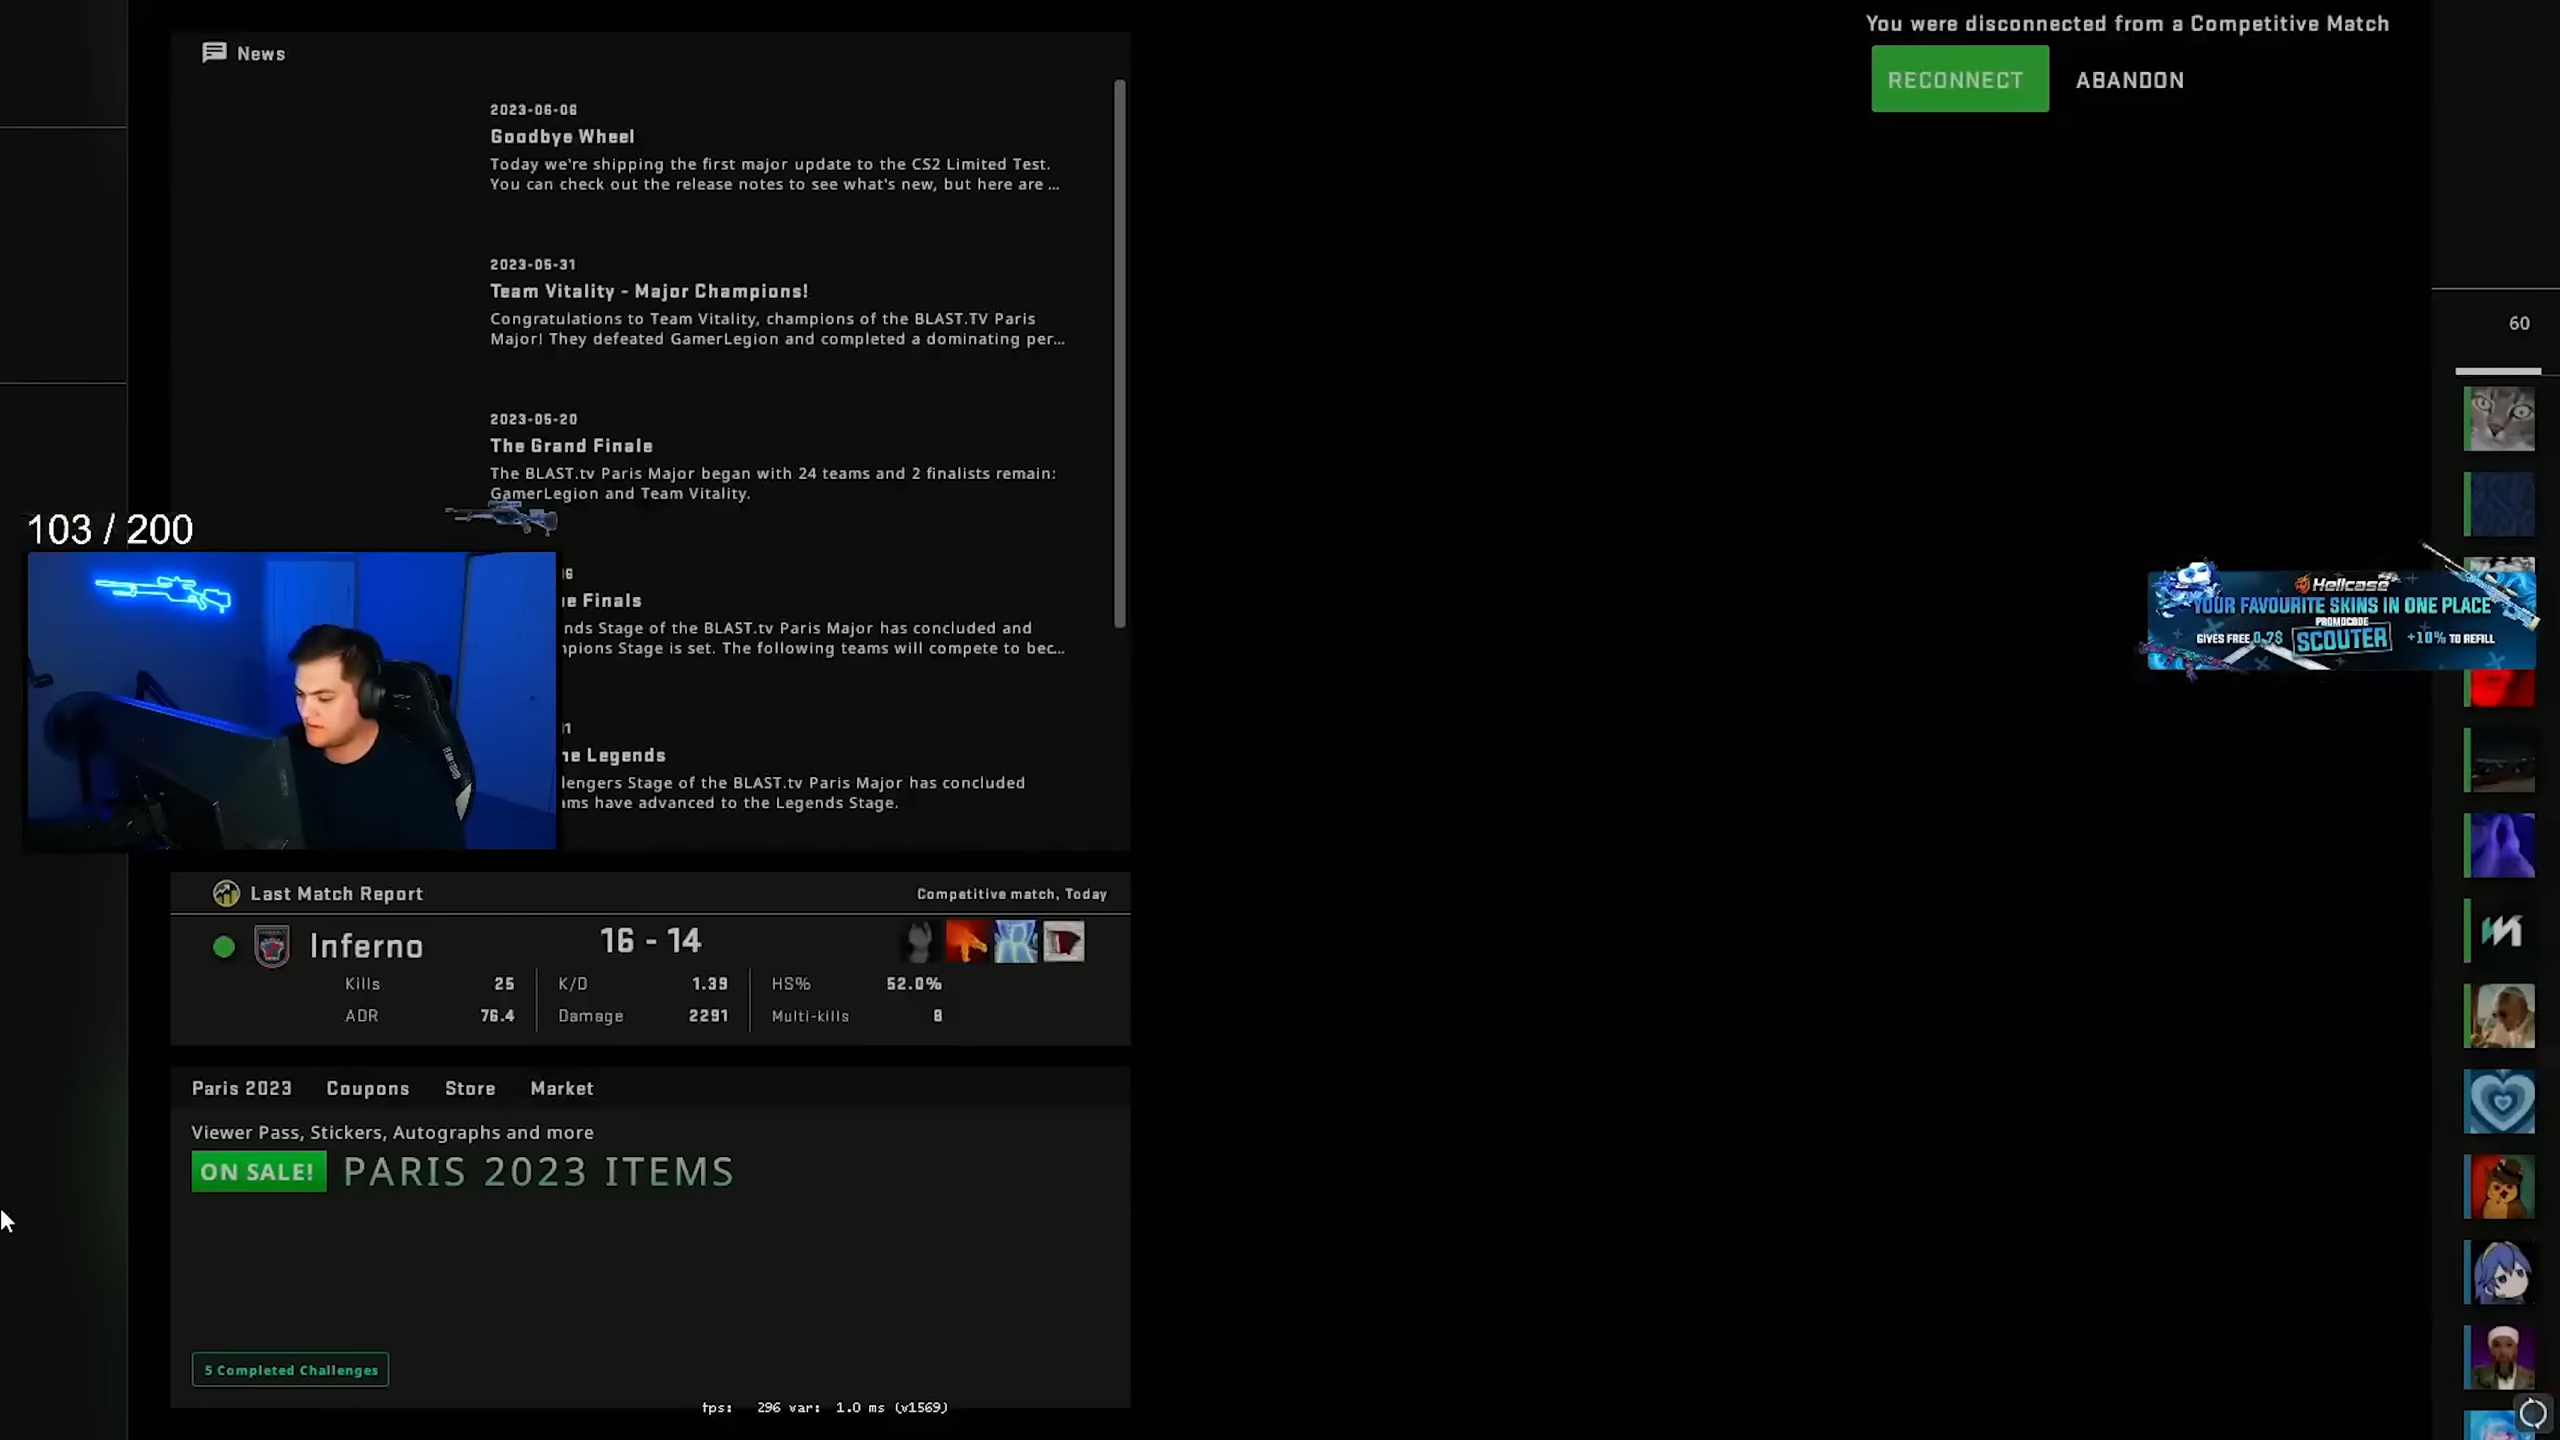 You were disconnected from a Competitive Match
RECONNECT
ABANDON
News
2023-06-06
Goodbye Wheel
Today we're shipping the first major update to the CS2 Limited Test.
You can check out the release notes to see what's new, but here are ...
2023-05-31
Team Vitality - Major Champions!
Congratulations to Team Vitality, champions of the BLAST.TV Paris
Major! They defeated GamerLegion and completed a dominating per...
2023-05-20
The Grand Finale
The BLAST.tv Paris Major began with 24 teams and 2 finalists remain:
GamerLegion and Team Vitality.
60
103 / 200
Finals
Stage of the BLAST.tv Paris Major has concluded and
Stage is set. The following teams will compete to bec...
Legends
Stage of the BLAST.tv Paris Major has concluded
have advanced to the Legends Stage.
Hellcase
YOUR FAVOURITE SKINS IN ONE PLACE
PROMOCODE
GIVES FREE 0.7$ SCOUTER +10% TO REFILL
Last Match Report
Competitive match, Today
Inferno
16 - 14
Kills 25 K/D 1.39 HS% 52.0%
ADR 76.4 Damage 2291 Multi-kills 8
Paris 2023 Coupons Store Market
Viewer Pass, Stickers, Autographs and more
ON SALE! PARIS 2023 ITEMS
5 Completed Challenges
fps: 296 var: 1.0 ms (v1569)